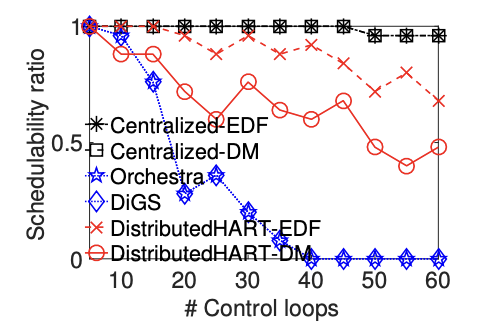 Schedulability ratio
1
0.5
0
Centralized-EDF
Centralized-DM
Orchestra
DiGS
DistributedHART-EDF
DistributedHART-DM
10 20 30 40 50 60
# Control loops